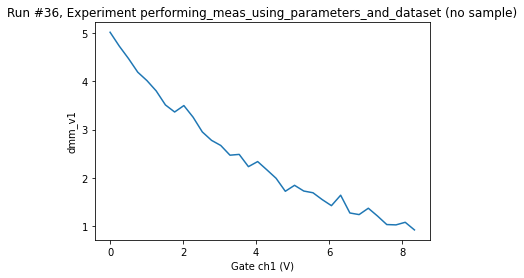 Run #36, Experiment performing_meas_using_parameters_and_dataset (no sample)
5
4
3
2
1
dmm_v1
0 2 4 6 8
Gate ch1 (V)